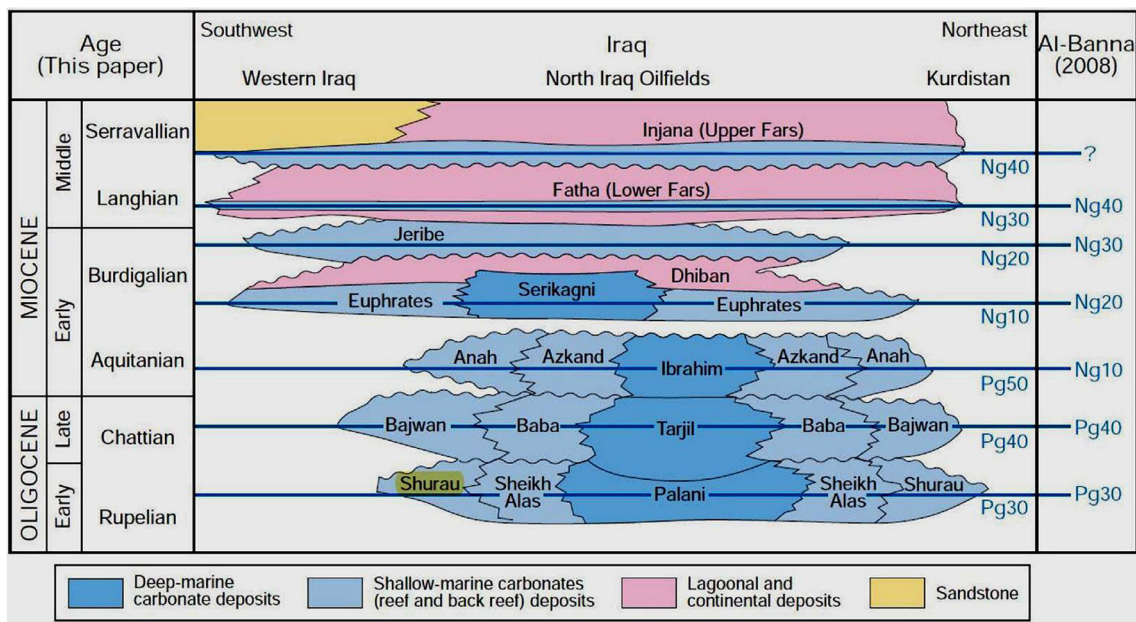 Age
(This paper)
Southwest
Iraq
Northeast
Al-Banna
(2008)
Western Iraq
North Iraq Oilfields
Kurdistan
MIOCENE
Middle
Serravallian
Injana (Upper Fars)
?
Ng40
Langhian
Fatha (Lower Fars)
Ng40
Ng30
Early
Burdigalian
Jeribe
Ng30
Ng20
Dhiban
Serikagni
Euphrates
Euphrates
Ng20
Ng10
Aquitanian
Anah
Azkand
Ibrahim
Azkand
Anah
Ng10
Pg50
OLIGOCENE
Late
Chattian
Bajwan
Baba
Tarjil
Baba
Bajwan
Pg40
Pg40
Early
Rupelian
Shurau
Sheikh
Alas
Palani
Sheikh
Alas
Shurau
Pg30
Pg30
Deep-marine
carbonate deposits
Shallow-marine carbonates
(reef and back reef) deposits
Lagoonal and
continental deposits
Sandstone